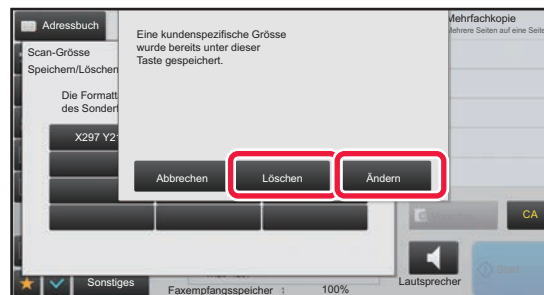 Adressbuch
Mehrfachkopie
Mehrere Seiten auf eine Seite
Scan-Grösse
Speichern/Löschen
Die Formatt
des Sonderf
X297 Y21
Eine kundenspezifische Grösse
wurde bereits unter dieser
Taste gespeichert.
Abbrechen
Löschen
Ändern
CA
Start
Lautsprecher
Sonstiges
Faxempfangsspeicher : 100%